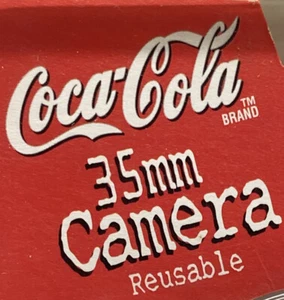 Coca-Cola
TM
BRAND
35mm
Camera
Reusable